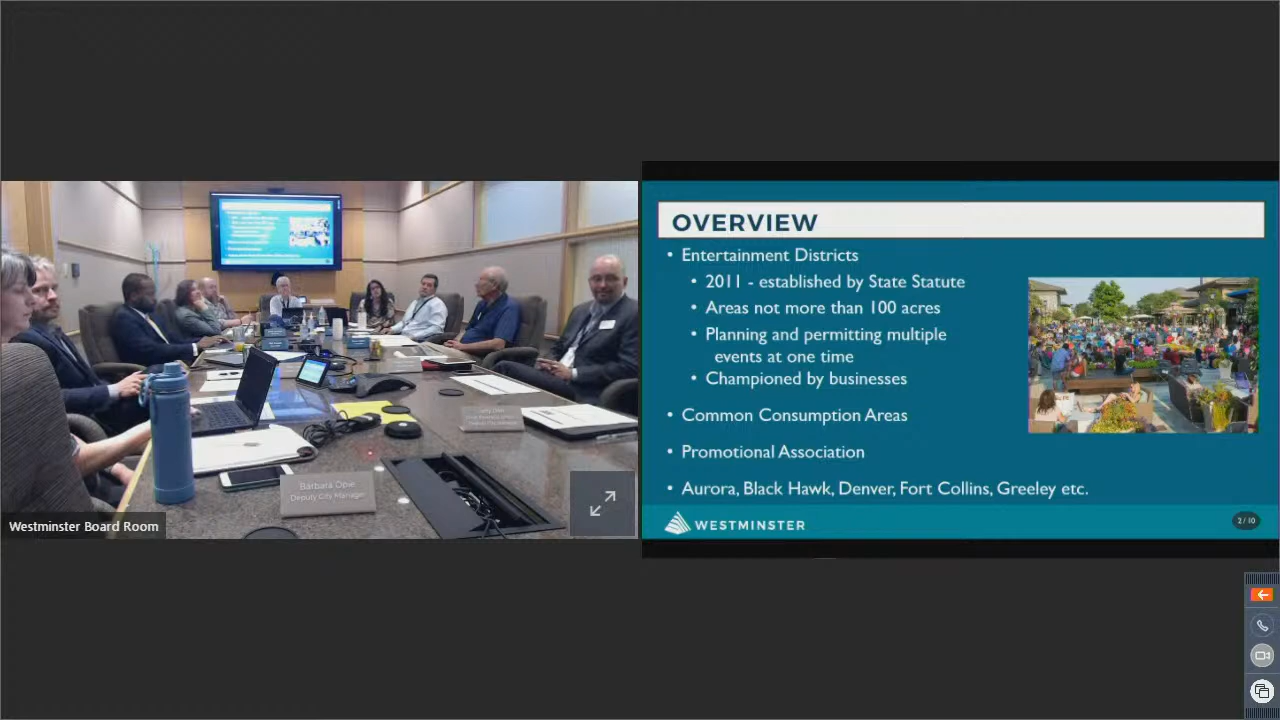 Barbara Opie
Deputy City Manager
Westminster Board Room
OVERVIEW
• Entertainment Districts
• 2011 - established by State Statute
• Areas not more than 100 acres
• Planning and permitting multiple
events at one time
• Championed by businesses
• Common Consumption Areas
• Promotional Association
• Aurora, Black Hawk, Denver, Fort Collins, Greeley etc.
WESTMINSTER
2 / 10